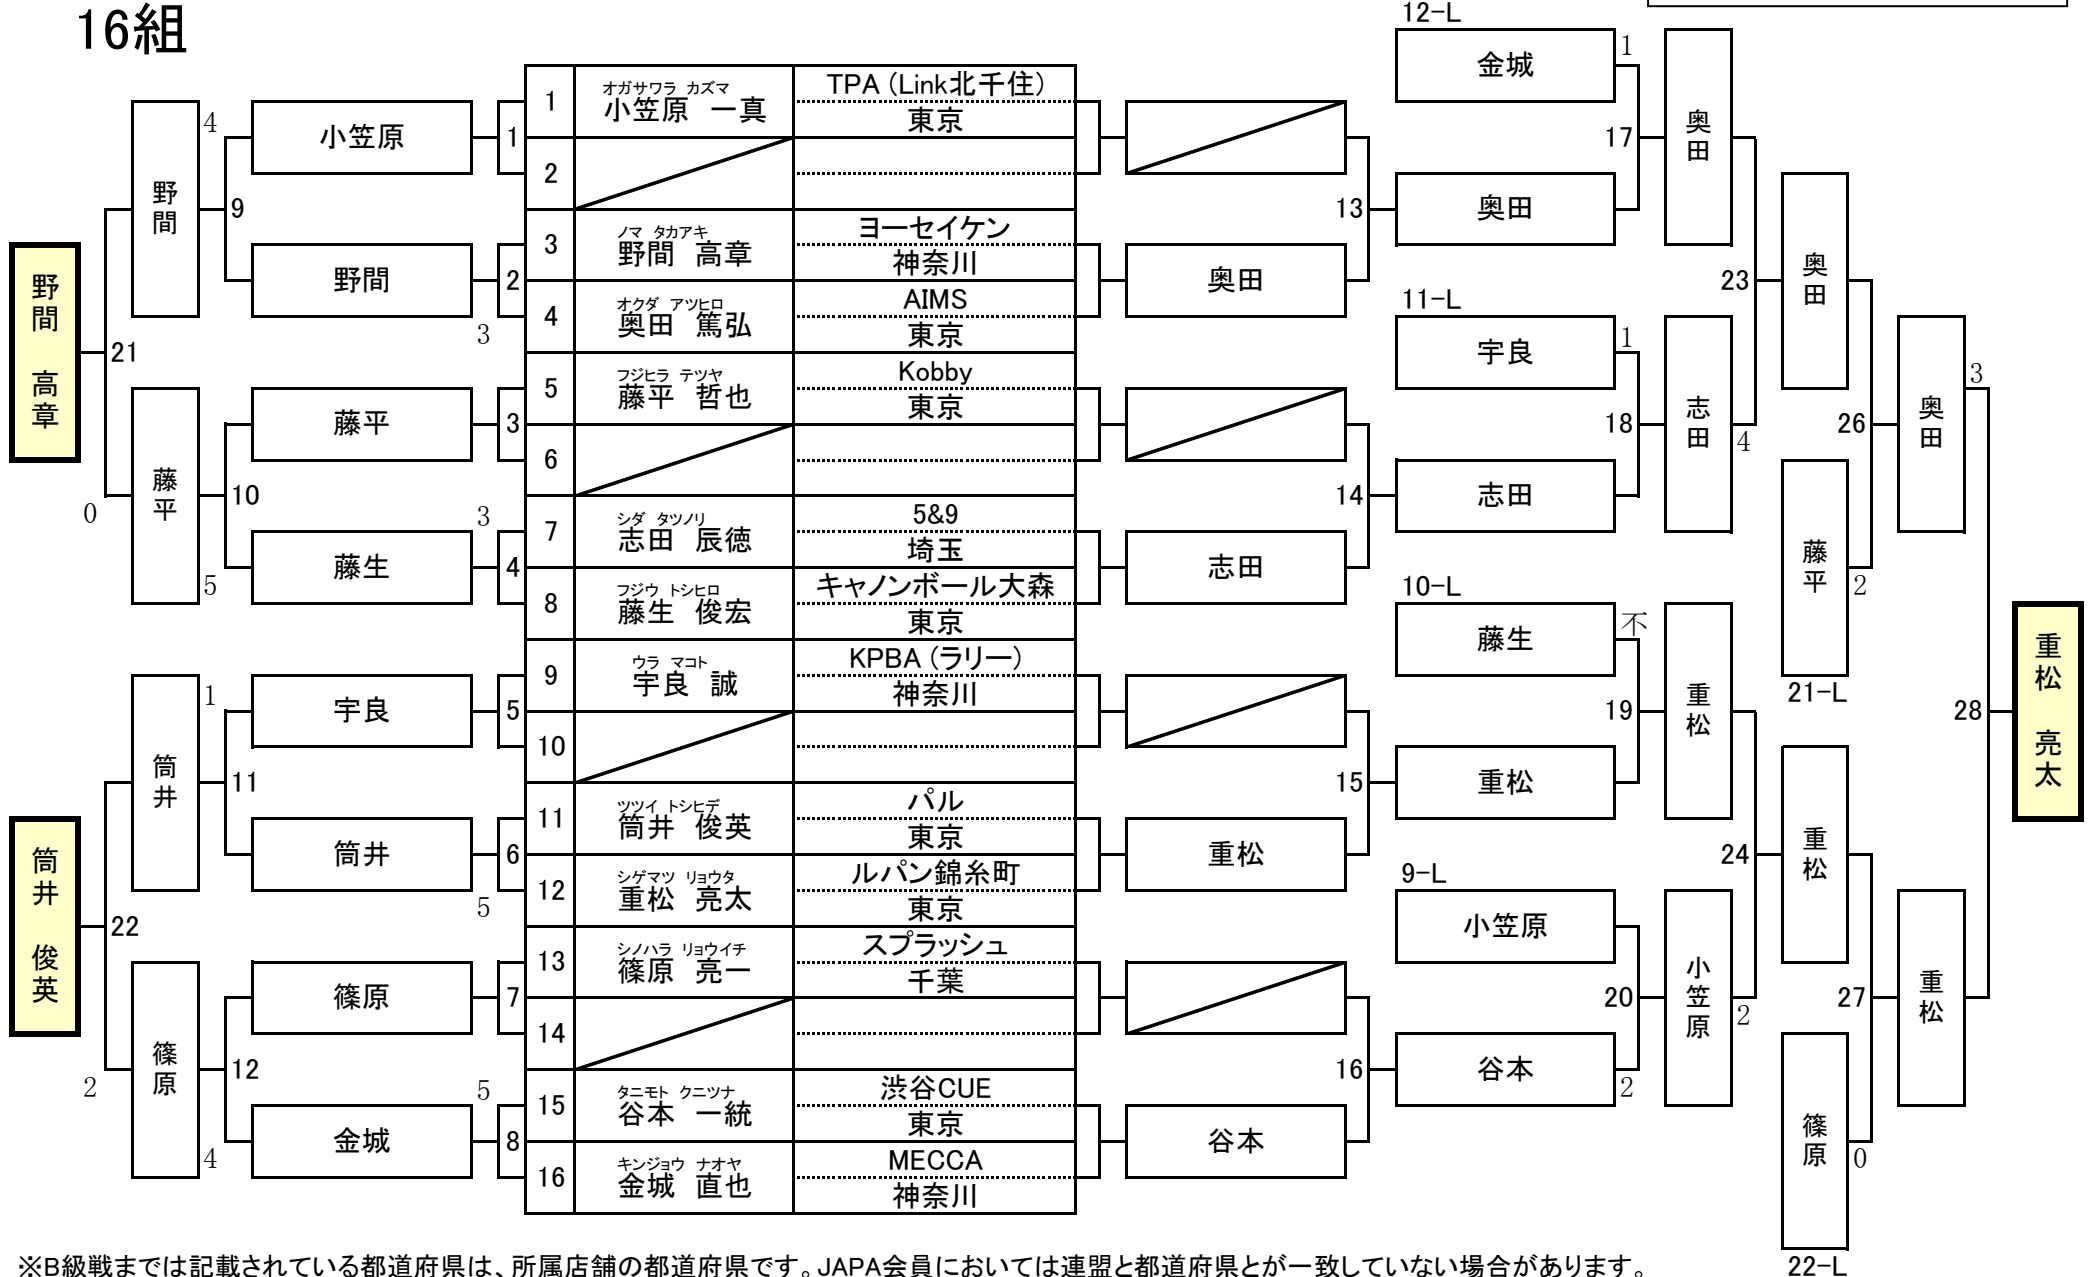 16組
1
オガサワラ カズマ
小笠原 一真
TPA (Link北千住)
東京
2
3
ノマ タカアキ
野間 高章
ヨーセイケン
神奈川
4
オクダ アツヒロ
奥田 篤弘
AIMS
東京
5
フジヒラ テツヤ
藤平 哲也
Kobby
東京
6
7
シダ タツノリ
志田 辰徳
5&9
埼玉
8
フジウ トシヒロ
藤生 俊宏
キャノンボール大森
東京
9
ウラ マコト
宇良 誠
KPBA (ラリー)
神奈川
10
11
ツツイ トシヒデ
筒井 俊英
パル
東京
12
シゲマツ リョウタ
重松 亮太
ルパン錦糸町
東京
13
シノハラ リョウイチ
篠原 亮一
スプラッシュ
千葉
14
15
タニモト クニツナ
谷本 一統
渋谷CUE
東京
16
キンジョウ ナオヤ
金城 直也
MECCA
神奈川
小笠原
1
野間
2
3
藤平
3
3
藤生
4
宇良
5
筒井
6
5
篠原
7
5
金城
8
4
野間
9
藤平
10
5
1
筒井
11
篠原
12
4
野間 高章
21
0
筒井 俊英
22
2
奥田
13
志田
14
重松
15
谷本
16
12-L
金城
1
17
奥田
11-L
宇良
1
18
志田
10-L
藤生
不
19
重松
9-L
小笠原
20
谷本
2
奥田
23
志田
4
重松
24
小笠原
2
奥田
26
藤平
2
21-L
重松
27
篠原
0
22-L
奥田
3
28
重松
重松 亮太
※B級戦までは記載されている都道府県は、所属店舗の都道府県です。JAPA会員においては連盟と都道府県とが一致していない場合があります。